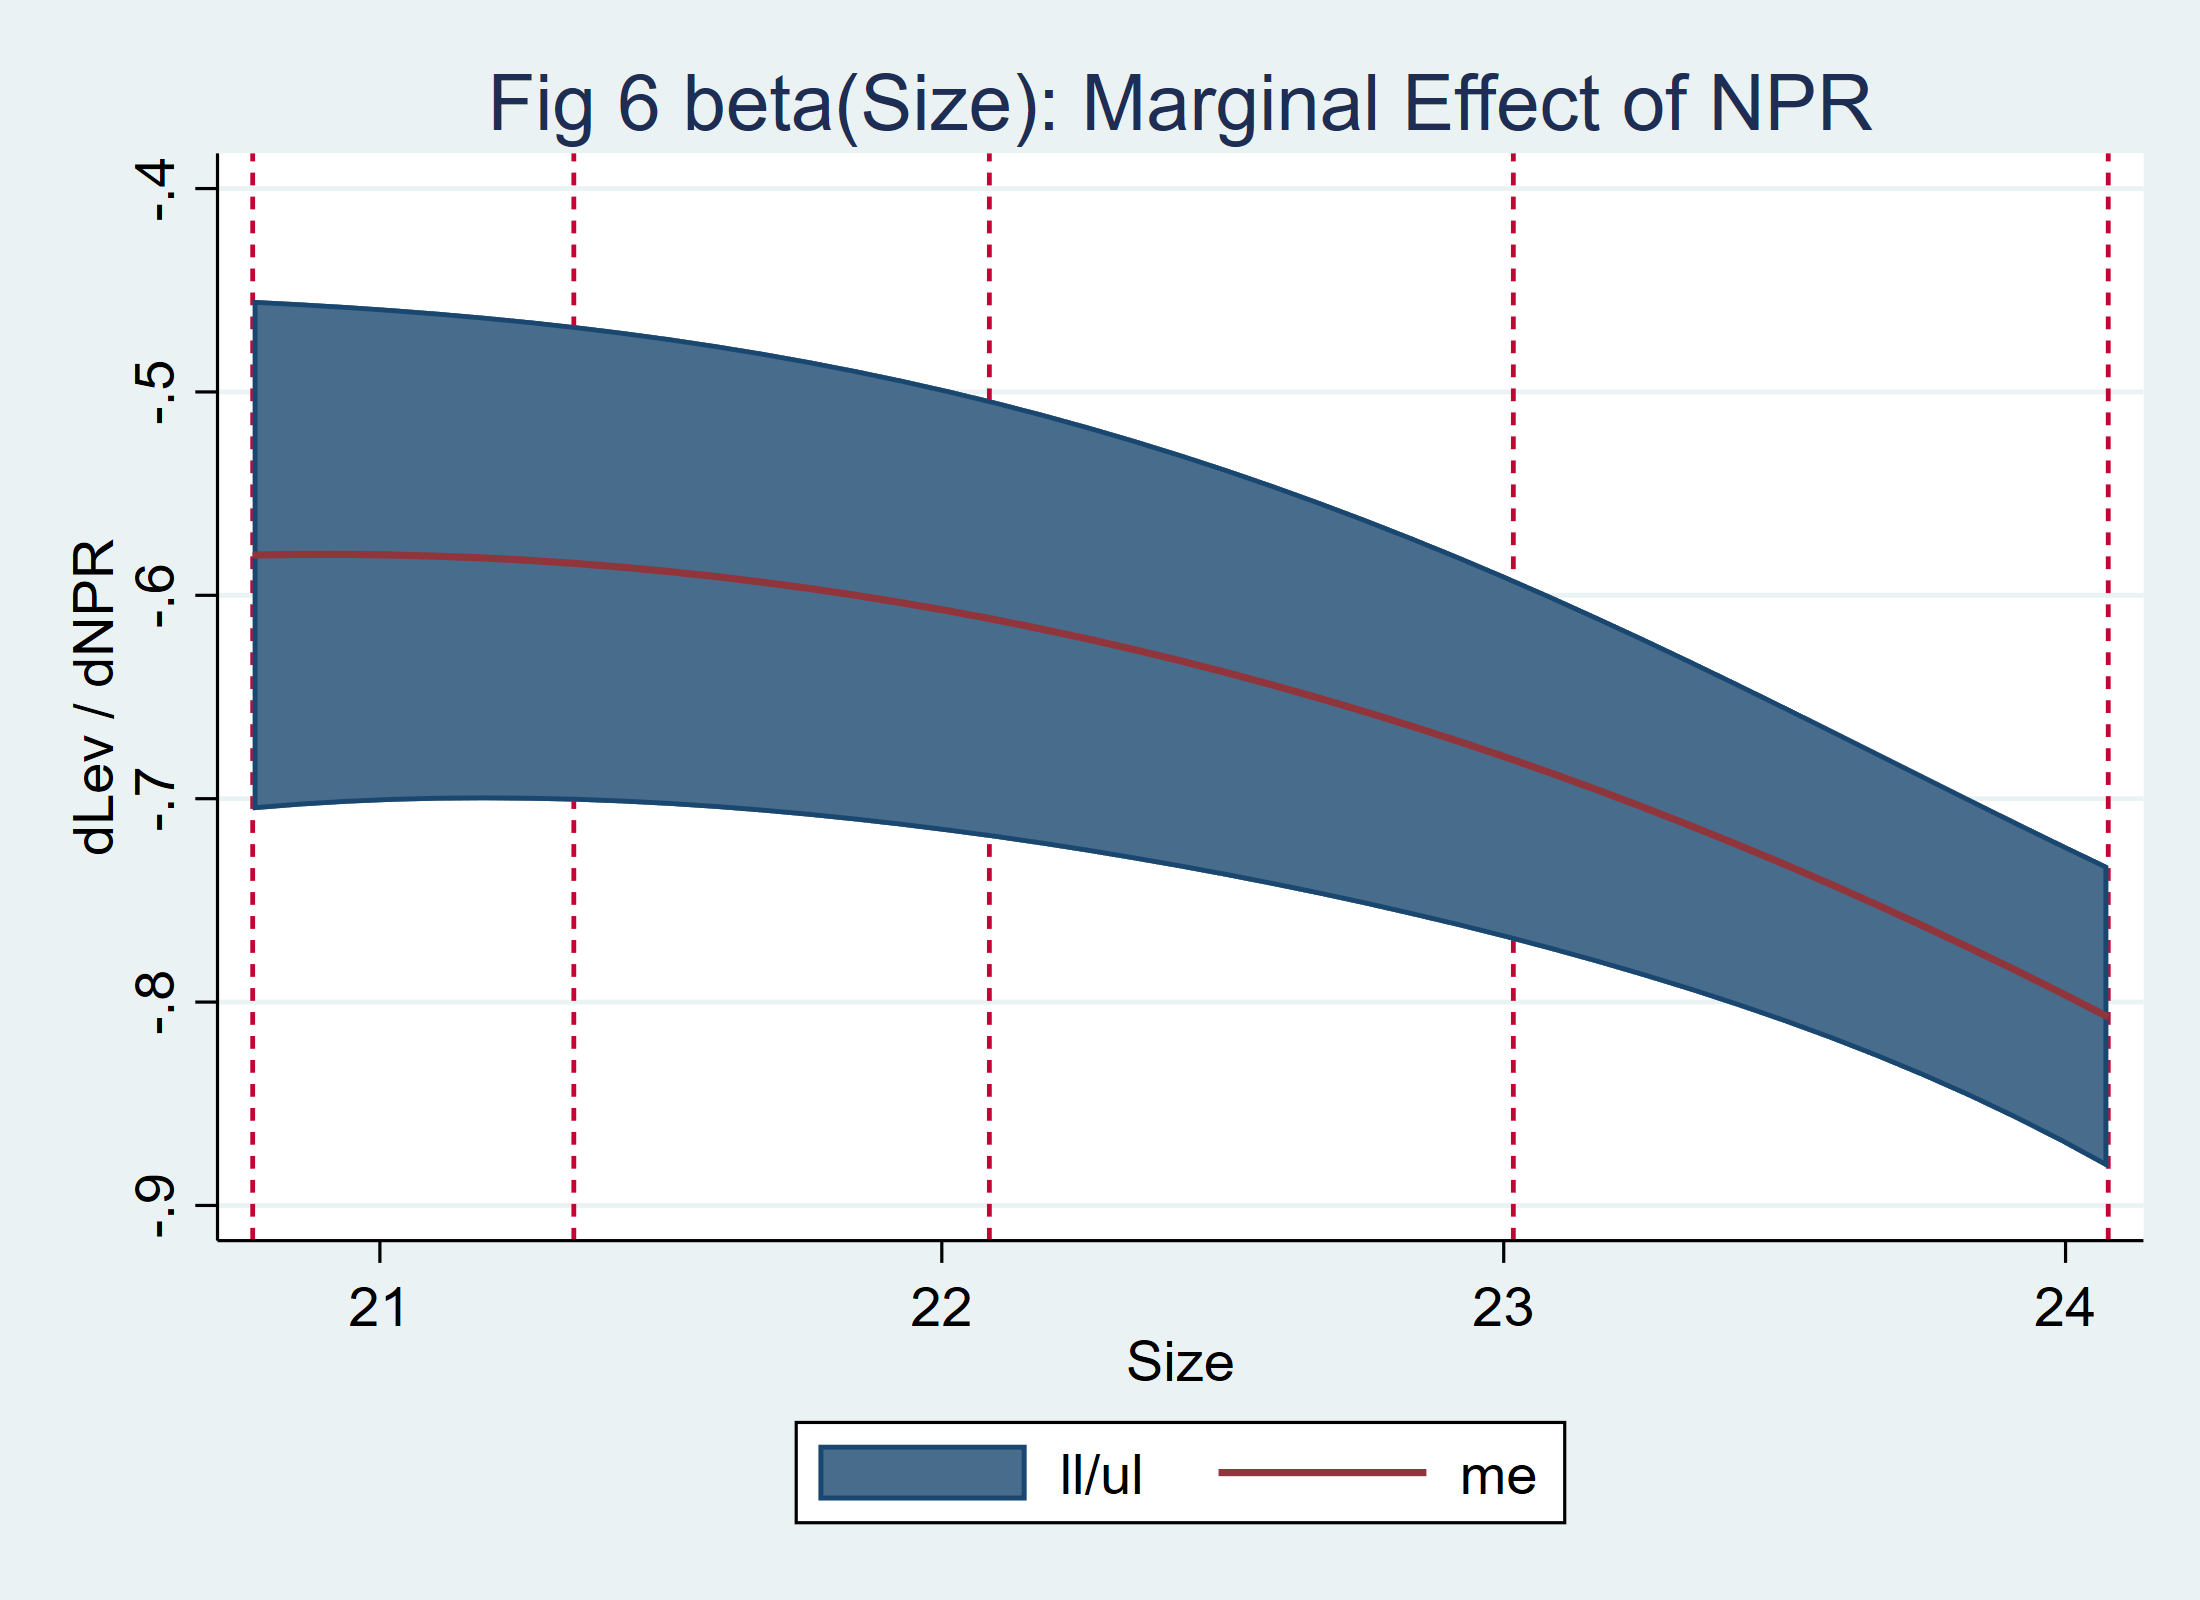 Fig 6 beta(Size): Marginal Effect of NPR
dLev / dNPR
-.4
-.5
-.6
-.7
-.8
-.9
21 22 23 24
Size
ll/ul me